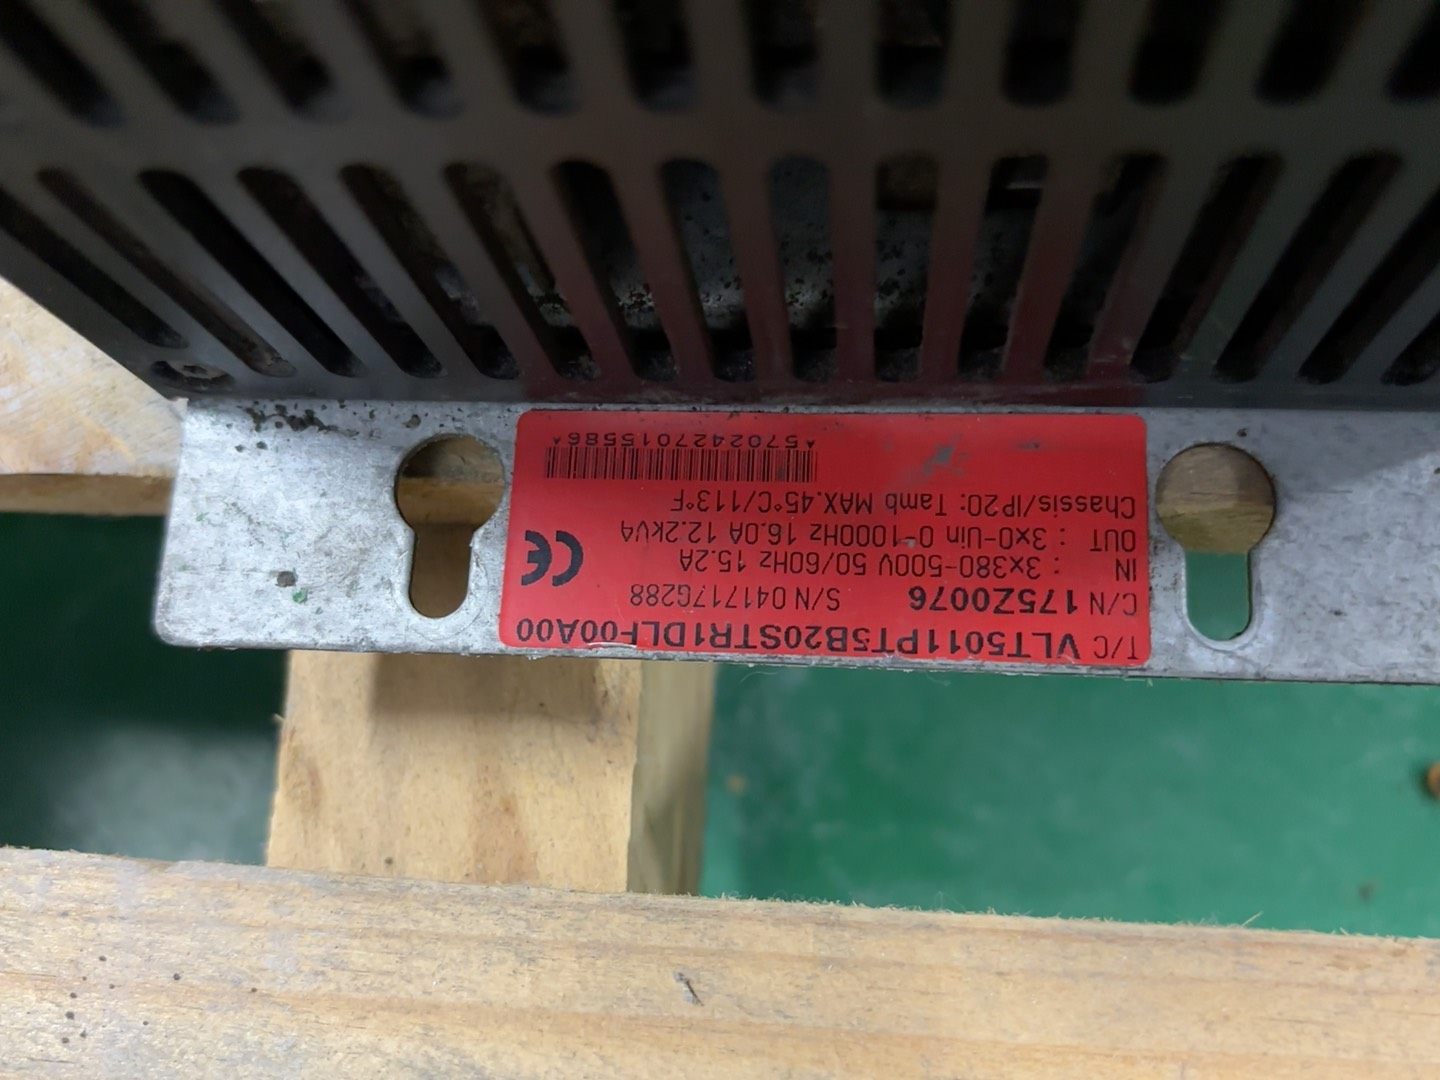 T/C VLT5011PT5B20STR1DLF00A00
C/N 175Z0076 S/N 041717G288
IN : 3x380-500V 50/60Hz 15.2A
OUT : 3x0-Uin 0-1000Hz 16.0A 12.2kVA
Chassis/IP20: Tamb MAX.45°C/113°F
CE
*5702427015586*